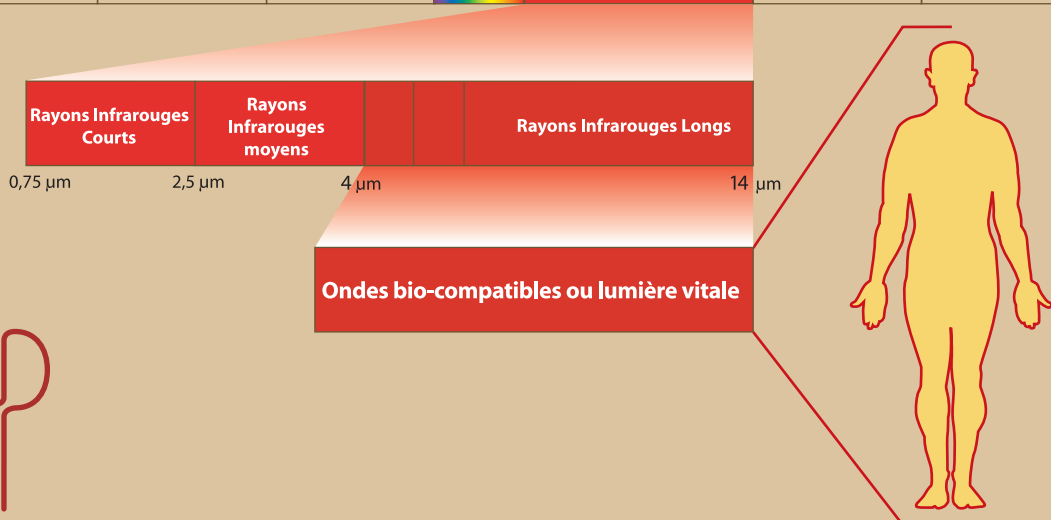 Rayons Infrarouges
Courts
Rayons
Infrarouges
moyens
Rayons Infrarouges Longs
0,75 µm
2,5 µm
4 µm
14 µm
Ondes bio-compatibles ou lumière vitale